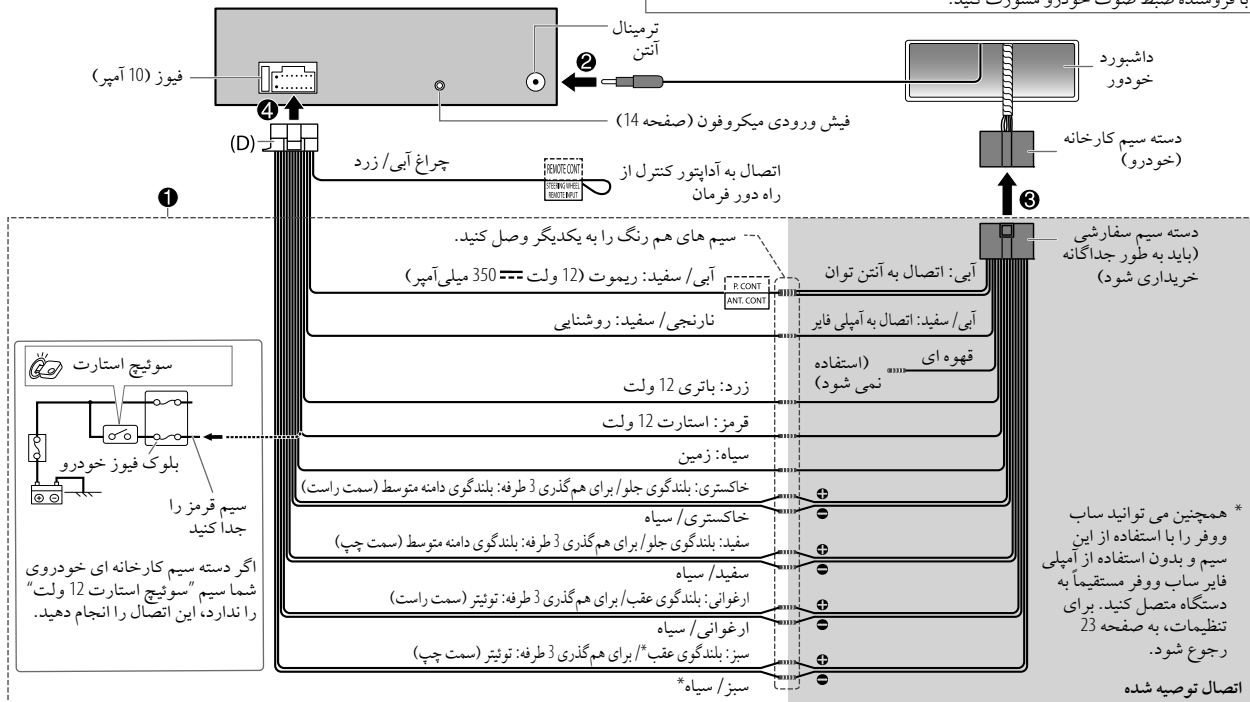 با فروشنده ضبط صوت خودرو مشورت کنید.
ترمینال
آنتن
فیوز (10 آمپر)
داشبورد
خودور
❷
❹
فیش ورودی میکروفون (صفحه 14)
دسته سیم کارخانه
(خودرو)
(D)
چراغ آبی/ زرد
REMOTE CONT
STEERING WHEEL
REMOTE INPUT
اتصال به آداپتور کنترل از
راه دور فرمان
❸
❶
دسته سیم سفارشی
(باید به طور جداگانه
خریداری شود)
سیم های هم رنگ را به یکدیگر وصل کنید.
آبی: اتصال به آنتن توان
آبی/ سفید: ریموت (12 ولت ⎓ 350 میلی‌آمپر)
P. CONT
ANT. CONT
آبی/ سفید: اتصال به آمپلی فایر
نارنجی/ سفید: روشنایی
قهوه ای
(استفاده
نمی شود)
زرد: باتری 12 ولت
قرمز: استارت 12 ولت
سیاه: زمین
خاکستری: بلندگوی جلو/ برای هم‌گذری 3 طرفه: بلندگوی دامنه متوسط (سمت راست)
⊕
⊖
خاکستری/ سیاه
سفید: بلندگوی جلو/ برای هم‌گذری 3 طرفه: بلندگوی دامنه متوسط (سمت چپ)
⊕
⊖
سفید/ سیاه
ارغوانی: بلندگوی عقب/ برای هم‌گذری 3 طرفه: توئیتر (سمت راست)
⊕
⊖
ارغوانی/ سیاه
سبز: بلندگوی عقب*/ برای هم‌گذری 3 طرفه: توئیتر (سمت چپ)
⊕
⊖
سبز/ سیاه*
سوئیچ استارت
بلوک فیوز خودرو
⊕ ⊖
سیم قرمز را
جدا کنید
اگر دسته سیم کارخانه ای خودروی
شما سیم "سوئیچ استارت 12 ولت"
را ندارد، این اتصال را انجام دهید.
* همچنین می توانید ساب
ووفر را با استفاده از این
سیم و بدون استفاده از آمپلی
فایر ساب ووفر مستقیماً به
دستگاه متصل کنید. برای
تنظیمات، به صفحه 23
رجوع شود.
اتصال توصیه شده